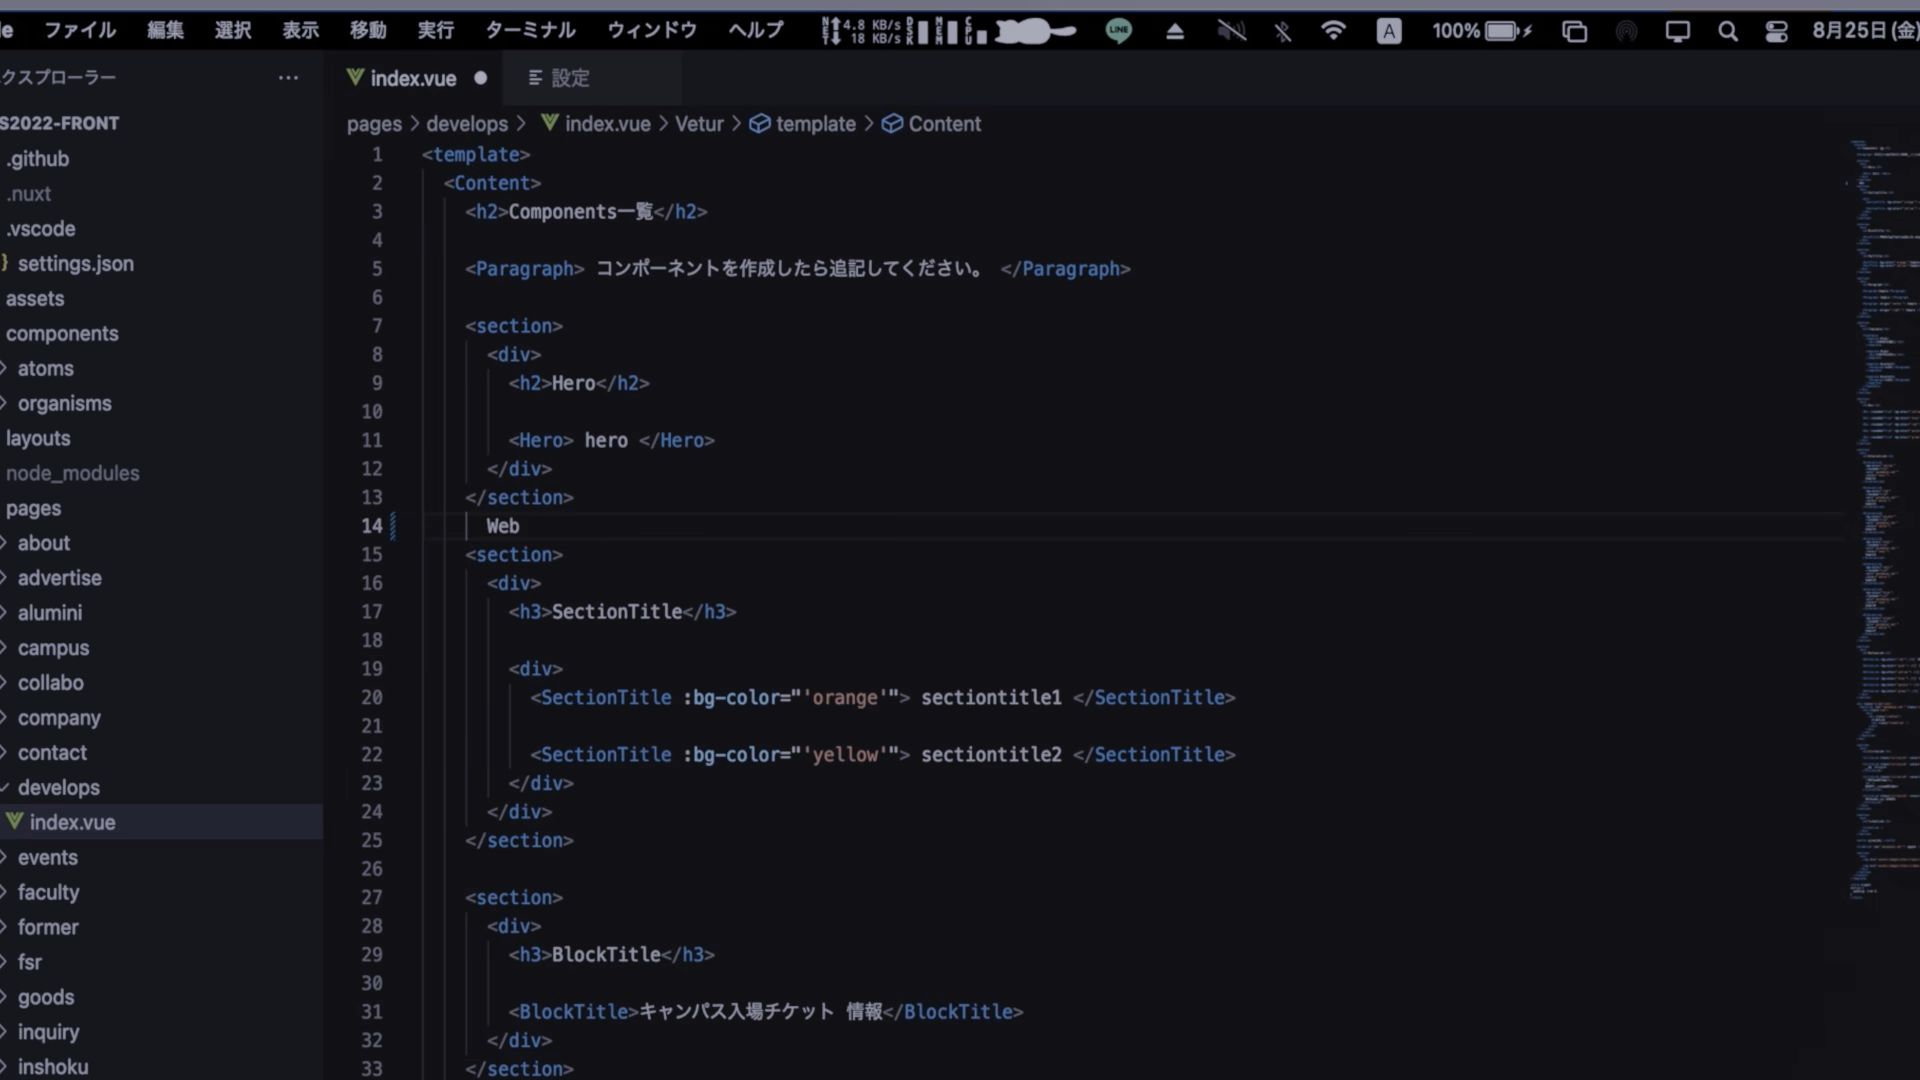 ファイル 編集 選択 表示 移動 実行 ターミナル ウィンドウ ヘルプ NET 4.8 KB/s 18 KB/s DSK MEM CPU LINE A 100% 8月25日(金)
クスプローラー ...
index.vue 設定
S2022-FRONT
pages > develops > index.vue > Vetur > template > Content
.github
.nuxt
.vscode
settings.json
assets
components
atoms
organisms
layouts
node_modules
pages
about
advertise
alumini
campus
collabo
company
contact
develops
index.vue
events
faculty
former
fsr
goods
inquiry
inshoku
1 <template>
2 <Content>
3 <h2>Components一覧</h2>
4
5 <Paragraph> コンポーネントを作成したら追記してください。 </Paragraph>
6
7 <section>
8 <div>
9 <h2>Hero</h2>
10
11 <Hero> hero </Hero>
12 </div>
13 </section>
14 Web
15 <section>
16 <div>
17 <h3>SectionTitle</h3>
18
19 <div>
20 <SectionTitle :bg-color="'orange'"> sectiontitle1 </SectionTitle>
21
22 <SectionTitle :bg-color="'yellow'"> sectiontitle2 </SectionTitle>
23 </div>
24 </div>
25 </section>
26
27 <section>
28 <div>
29 <h3>BlockTitle</h3>
30
31 <BlockTitle>キャンパス入場チケット 情報</BlockTitle>
32 </div>
33 </section>